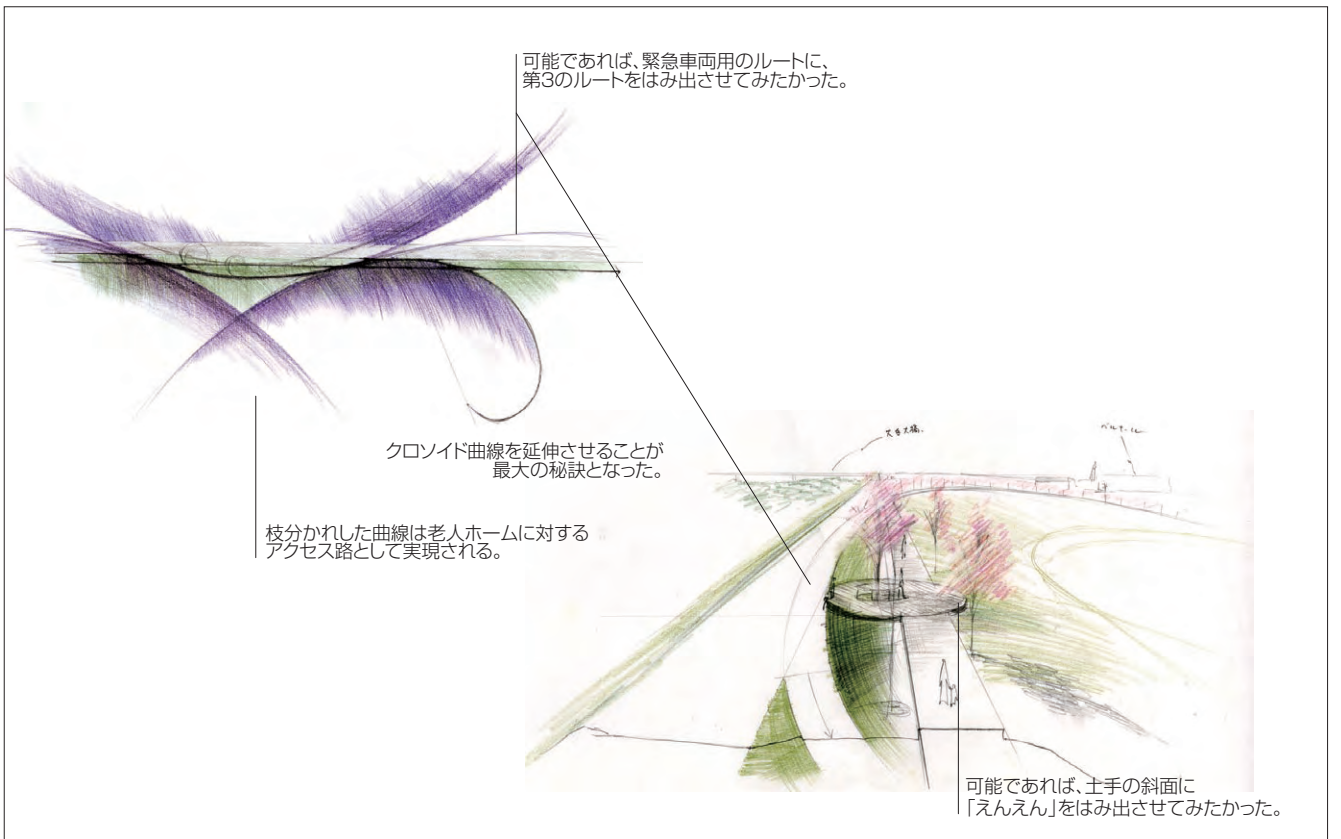 可能であれば、緊急車両用のルートに、
第3のルートをはみ出させてみたかった。
クロソイド曲線を延伸させることが
最大の秘訣となった。
枝分かれした曲線は老人ホームに対する
アクセス路として実現される。
可能であれば、土手の斜面に
「えんえん」をはみ出させてみたかった。